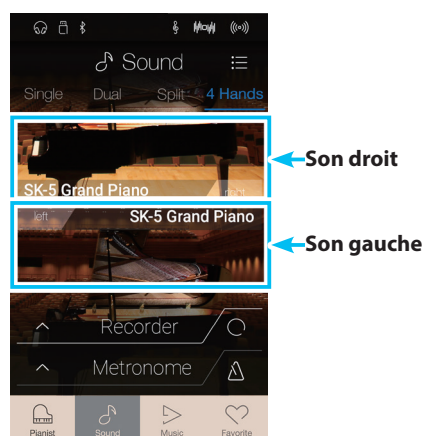 Sound
Single Dual Split 4 Hands
SK-5 Grand Piano right
Son droit
left SK-5 Grand Piano
Son gauche
Recorder
Metronome
Pianist Sound Music Favorite